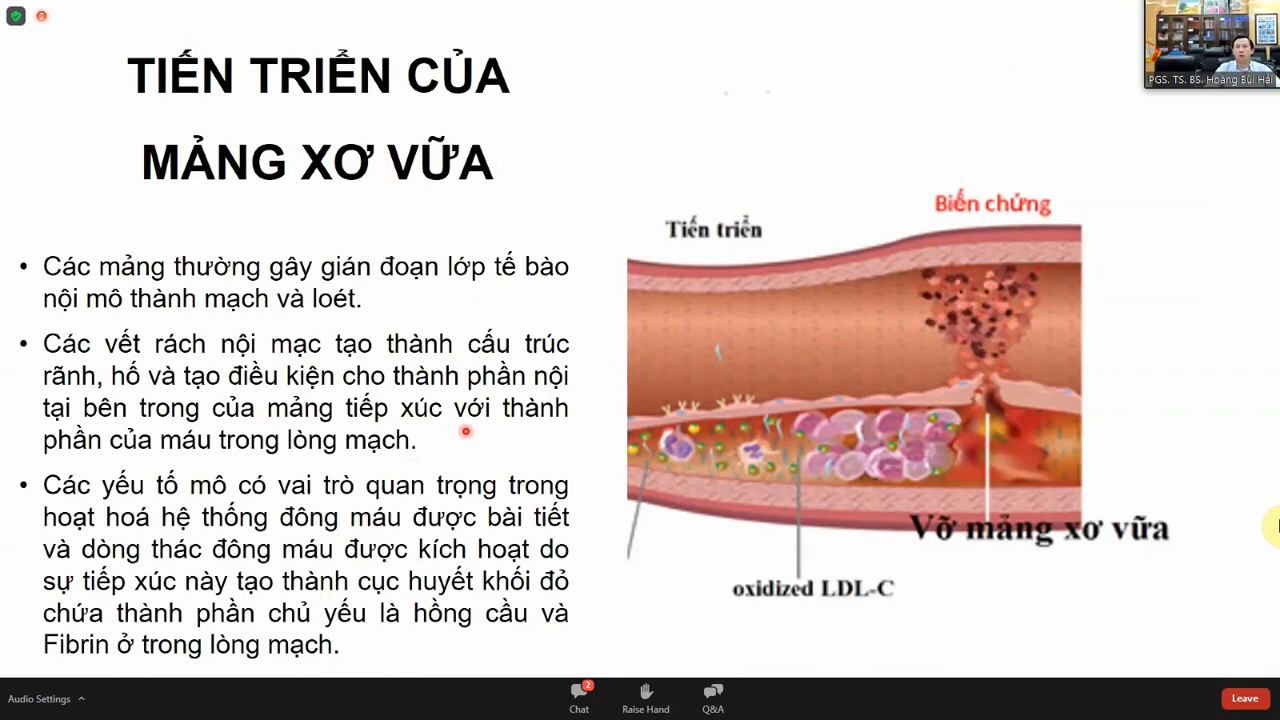 PGS. TS. BS. Hoàng Bùi Hải
TIẾN TRIỂN CỦA
MẢNG XƠ VỮA
• Các mảng thường gây gián đoạn lớp tế bào
nội mô thành mạch và loét.
• Các vết rách nội mạc tạo thành cấu trúc
rãnh, hố và tạo điều kiện cho thành phần nội
tại bên trong của mảng tiếp xúc với thành
phần của máu trong lòng mạch.
• Các yếu tố mô có vai trò quan trọng trong
hoạt hoá hệ thống đông máu được bài tiết
và dòng thác đông máu được kích hoạt do
sự tiếp xúc này tạo thành cục huyết khối đỏ
chứa thành phần chủ yếu là hồng cầu và
Fibrin ở trong lòng mạch.
Biến chứng
Tiến triển
Vỡ mảng xơ vữa
oxidized LDL-C
Audio Settings
2
Chat
Raise Hand
Q&A
Leave